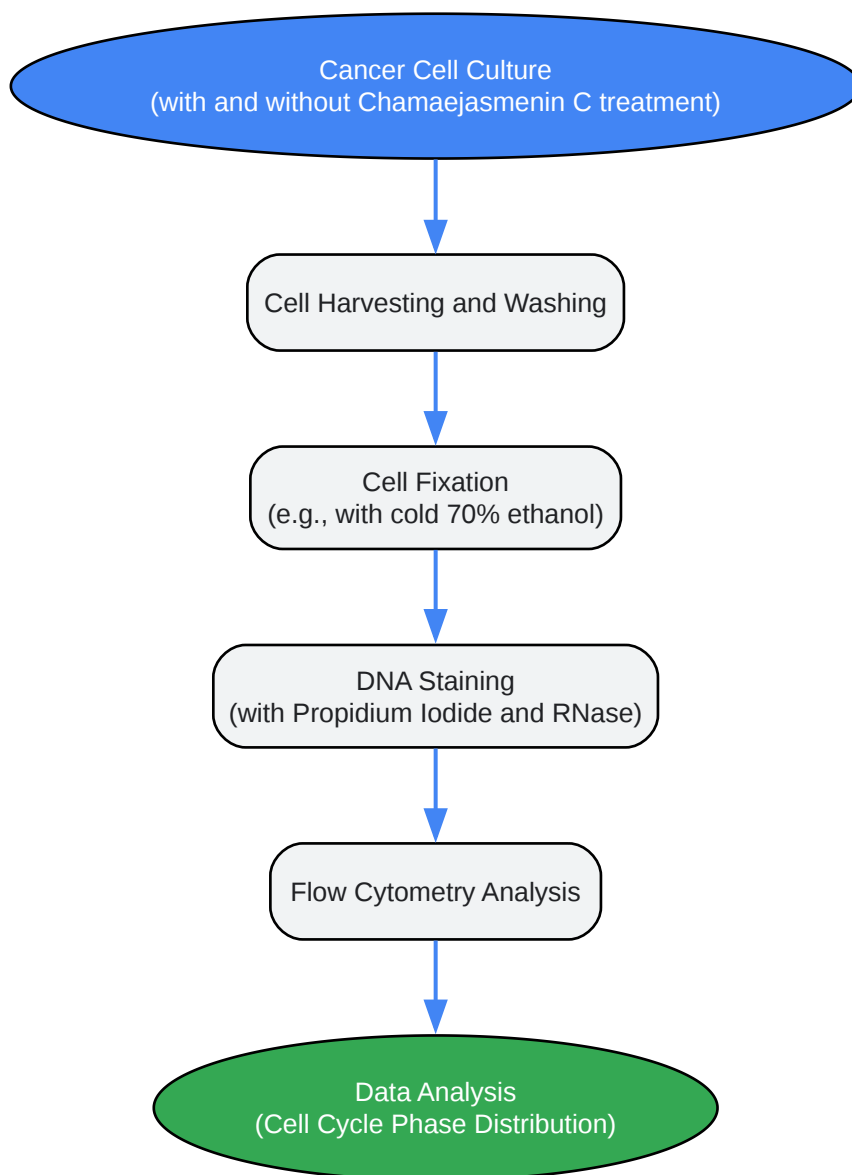 Cancer Cell Culture
(with and without Chamaejasmenin C treatment)
Cell Harvesting and Washing
Cell Fixation
(e.g., with cold 70% ethanol)
DNA Staining
(with Propidium Iodide and RNase)
Flow Cytometry Analysis
Data Analysis
(Cell Cycle Phase Distribution)